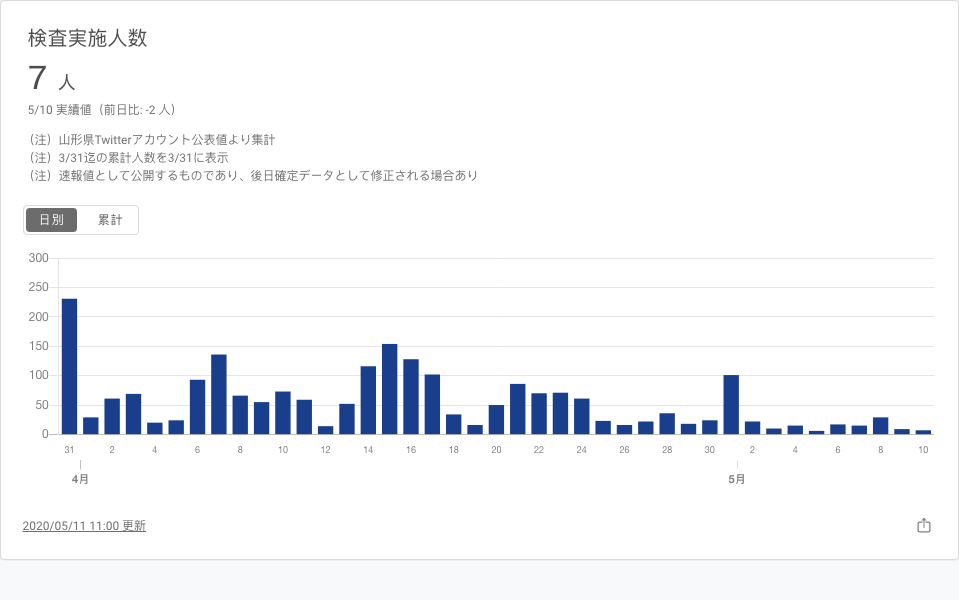 検査実施人数
7 人
5/10 実績値（前日比: -2 人）
（注）山形県Twitterアカウント公表値より集計
（注）3/31迄の累計人数を3/31に表示
（注）速報値として公開するものであり、後日確定データとして修正される場合あり
日別 累計
300
250
200
150
100
50
0
31 2 4 6 8 10 12 14 16 18 20 22 24 26 28 30 2 4 6 8 10
4月 5月
2020/05/11 11:00 更新